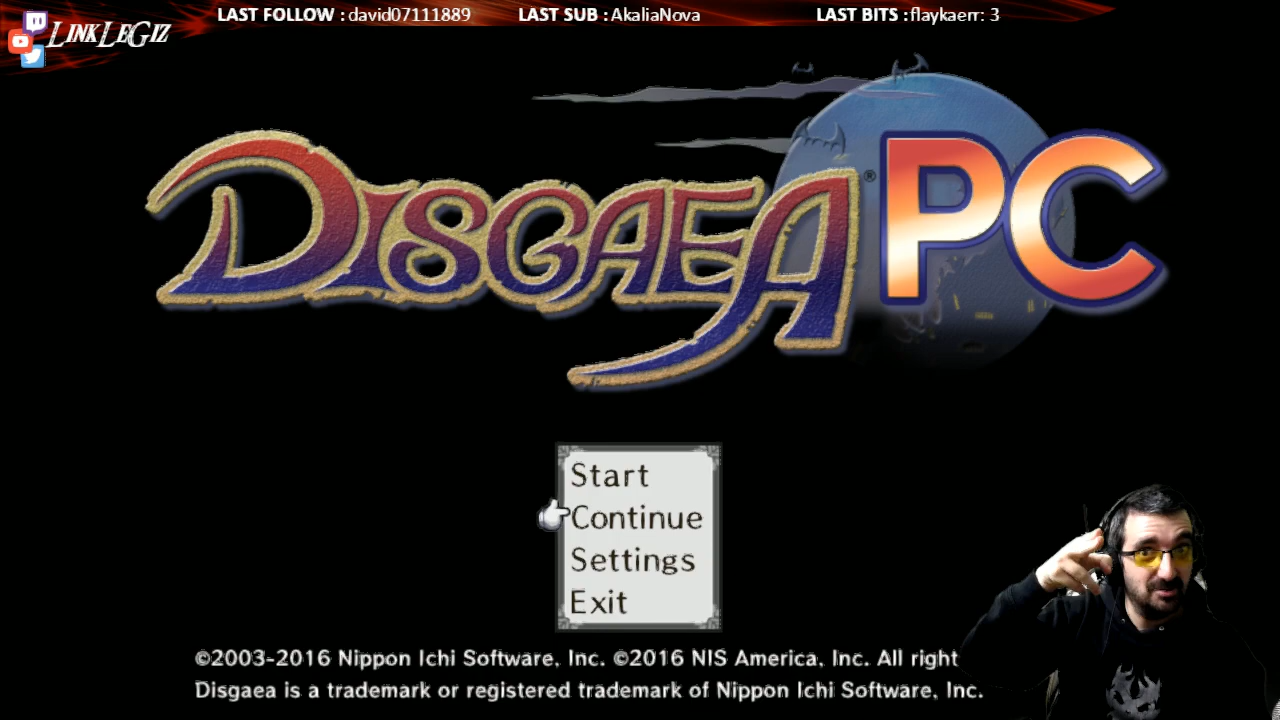 LAST FOLLOW : david07111889 LAST SUB : AkaliaNova LAST BITS : flaykaerr: 3
LINKLEGIZ
DISGAEA® PC
Start
Continue
Settings
Exit
©2003-2016 Nippon Ichi Software, Inc. ©2016 NIS America, Inc. All right
Disgaea is a trademark or registered trademark of Nippon Ichi Software, Inc.